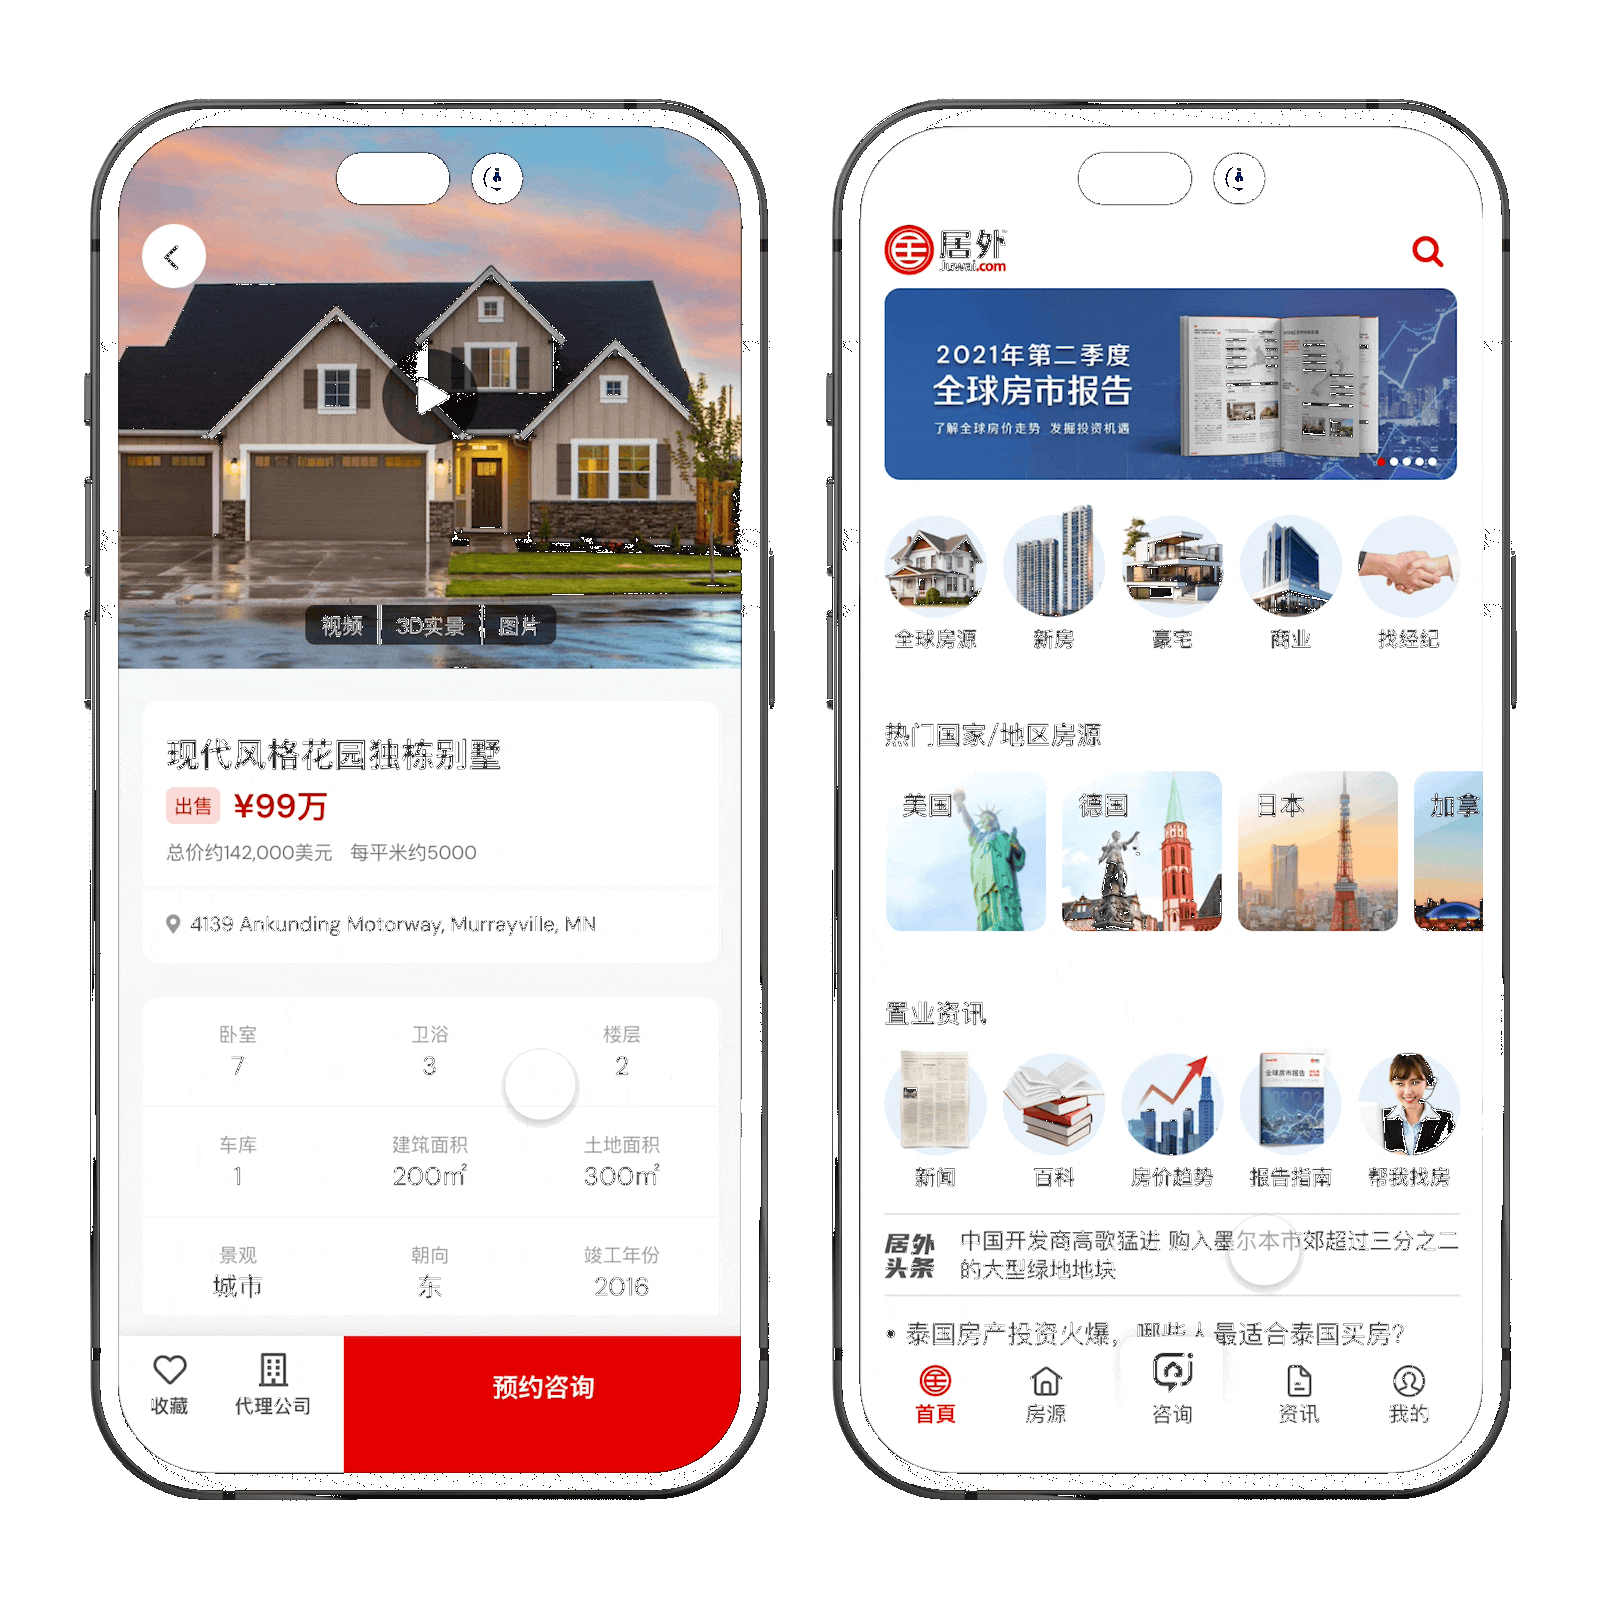 视频 3D实景 图片
现代风格花园独栋别墅
出售 ¥99万
总价约142,000美元 每平米约5000
4139 Ankunding Motorway, Murrayville, MN
卧室 卫浴 楼层
7 3 2
车库 建筑面积 土地面积
1 200㎡ 300㎡
景观 朝向 竣工年份
城市 东 2016
收藏 代理公司 预约咨询
居外
Juwai.com
2021年第二季度
全球房市报告
了解全球房价走势 发掘投资机遇
全球房源 新房 豪宅 商业 找经纪
热门国家/地区房源
美国 德国 日本 加拿
置业资讯
全球房市报告
新闻 百科 房价趋势 报告指南 帮我找房
居外
头条
中国开发商高歌猛进 购入墨尔本市郊超过三分之二
的大型绿地地块
• 泰国房产投资火爆，哪些人最适合泰国买房？
首頁 房源 咨询 资讯 我的